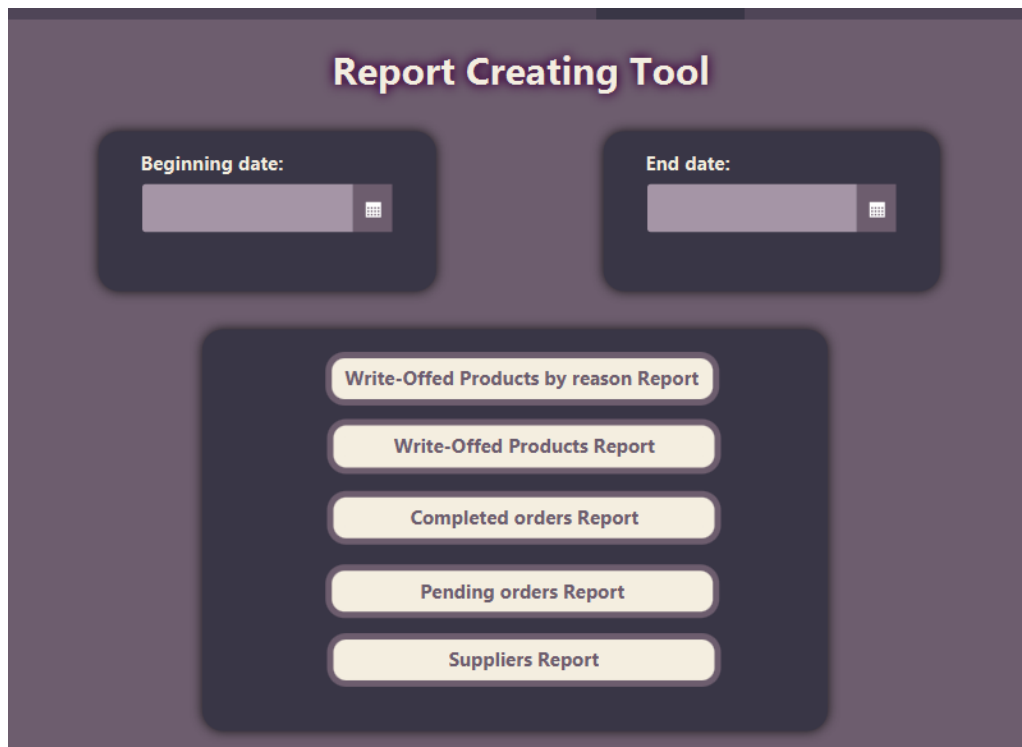 Report Creating Tool
Beginning date:
End date:
Write-Offed Products by reason Report
Write-Offed Products Report
Completed orders Report
Pending orders Report
Suppliers Report